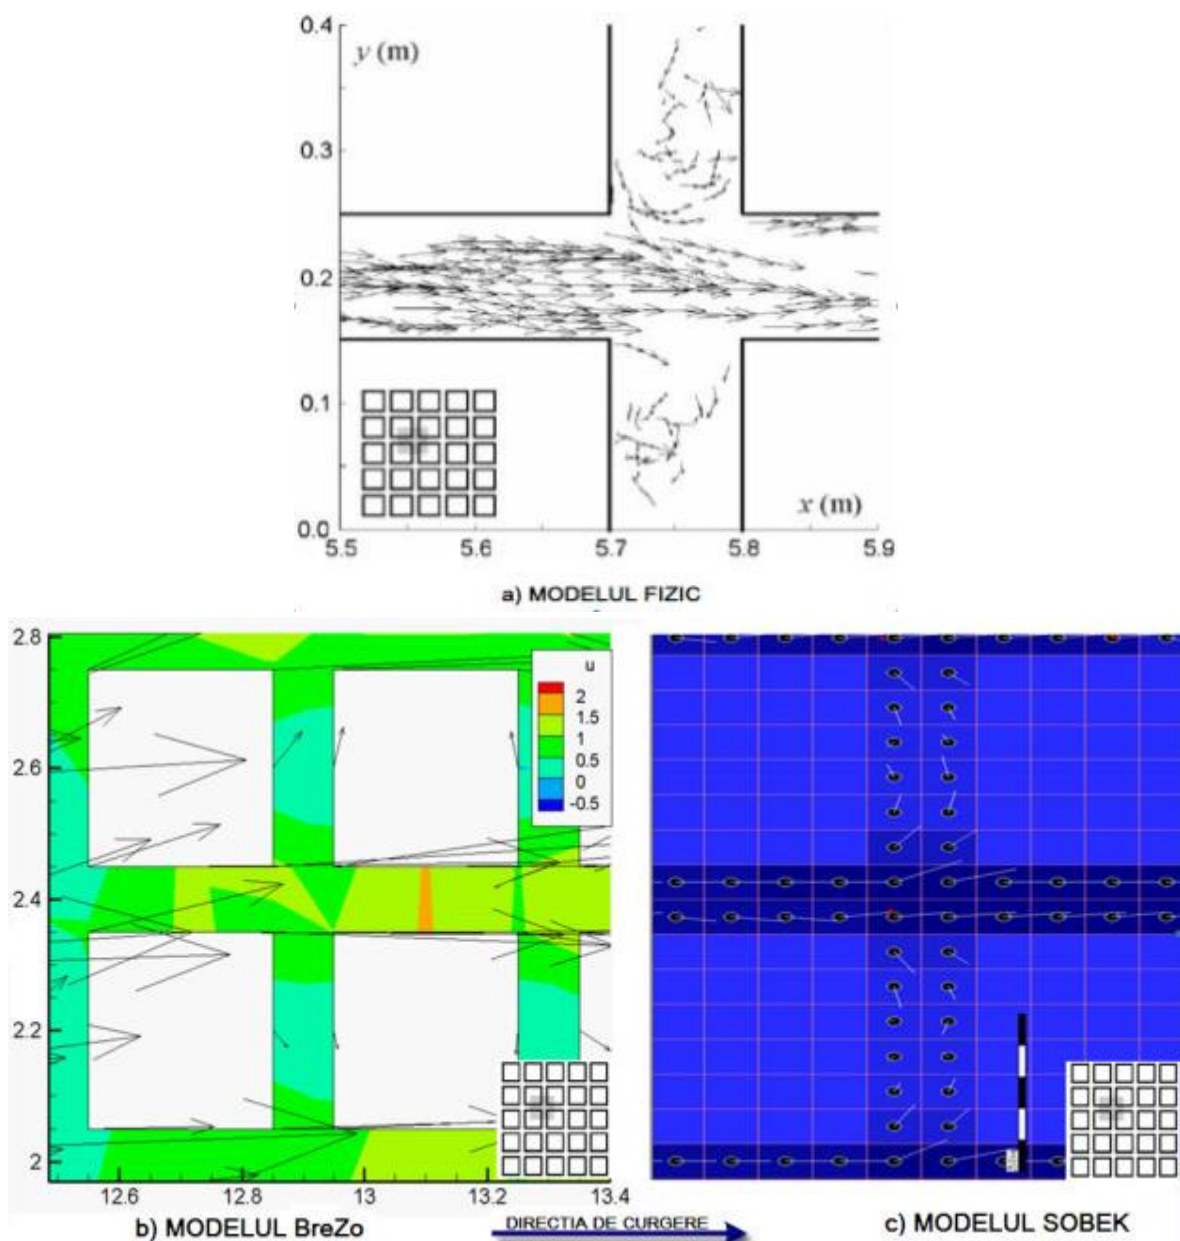 0.4
y (m)
0.3
0.2
0.1
x (m)
0.0
5.5 5.6 5.7 5.8 5.9
a) MODELUL FIZIC
2.8
u
2
1.5
1
0.5
0
-0.5
2.6
2.4
2.2
2
12.6 12.8 13 13.2 13.4
b) MODELUL BreZo
DIRECTIA DE CURGERE
c) MODELUL SOBEK